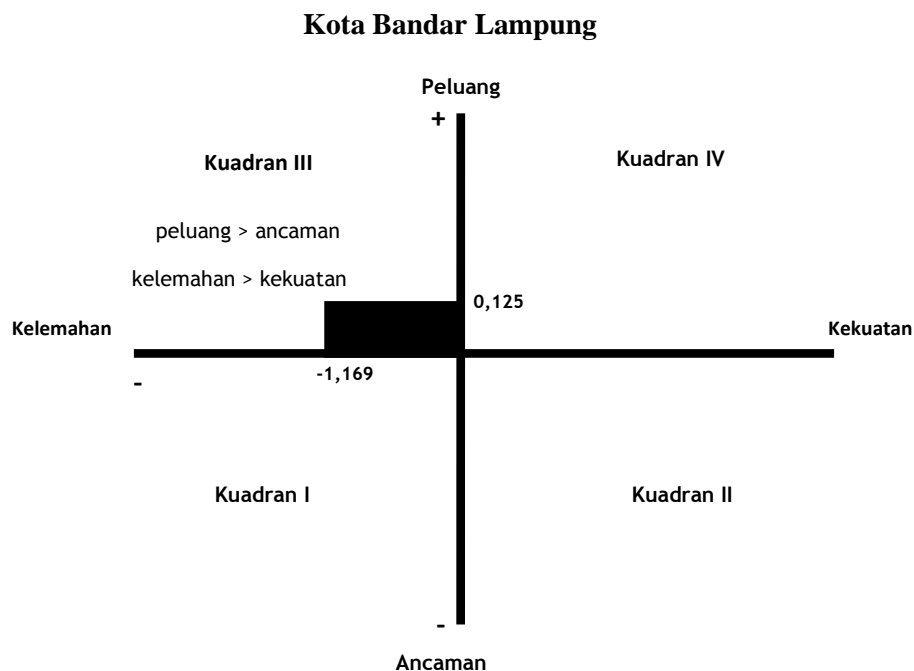 Kota Bandar Lampung
Peluang
+
Kuadran III
Kuadran IV
peluang > ancaman
kelemahan > kekuatan
0,125
Kelemahan
Kekuatan
-1,169
-
Kuadran I
Kuadran II
-
Ancaman